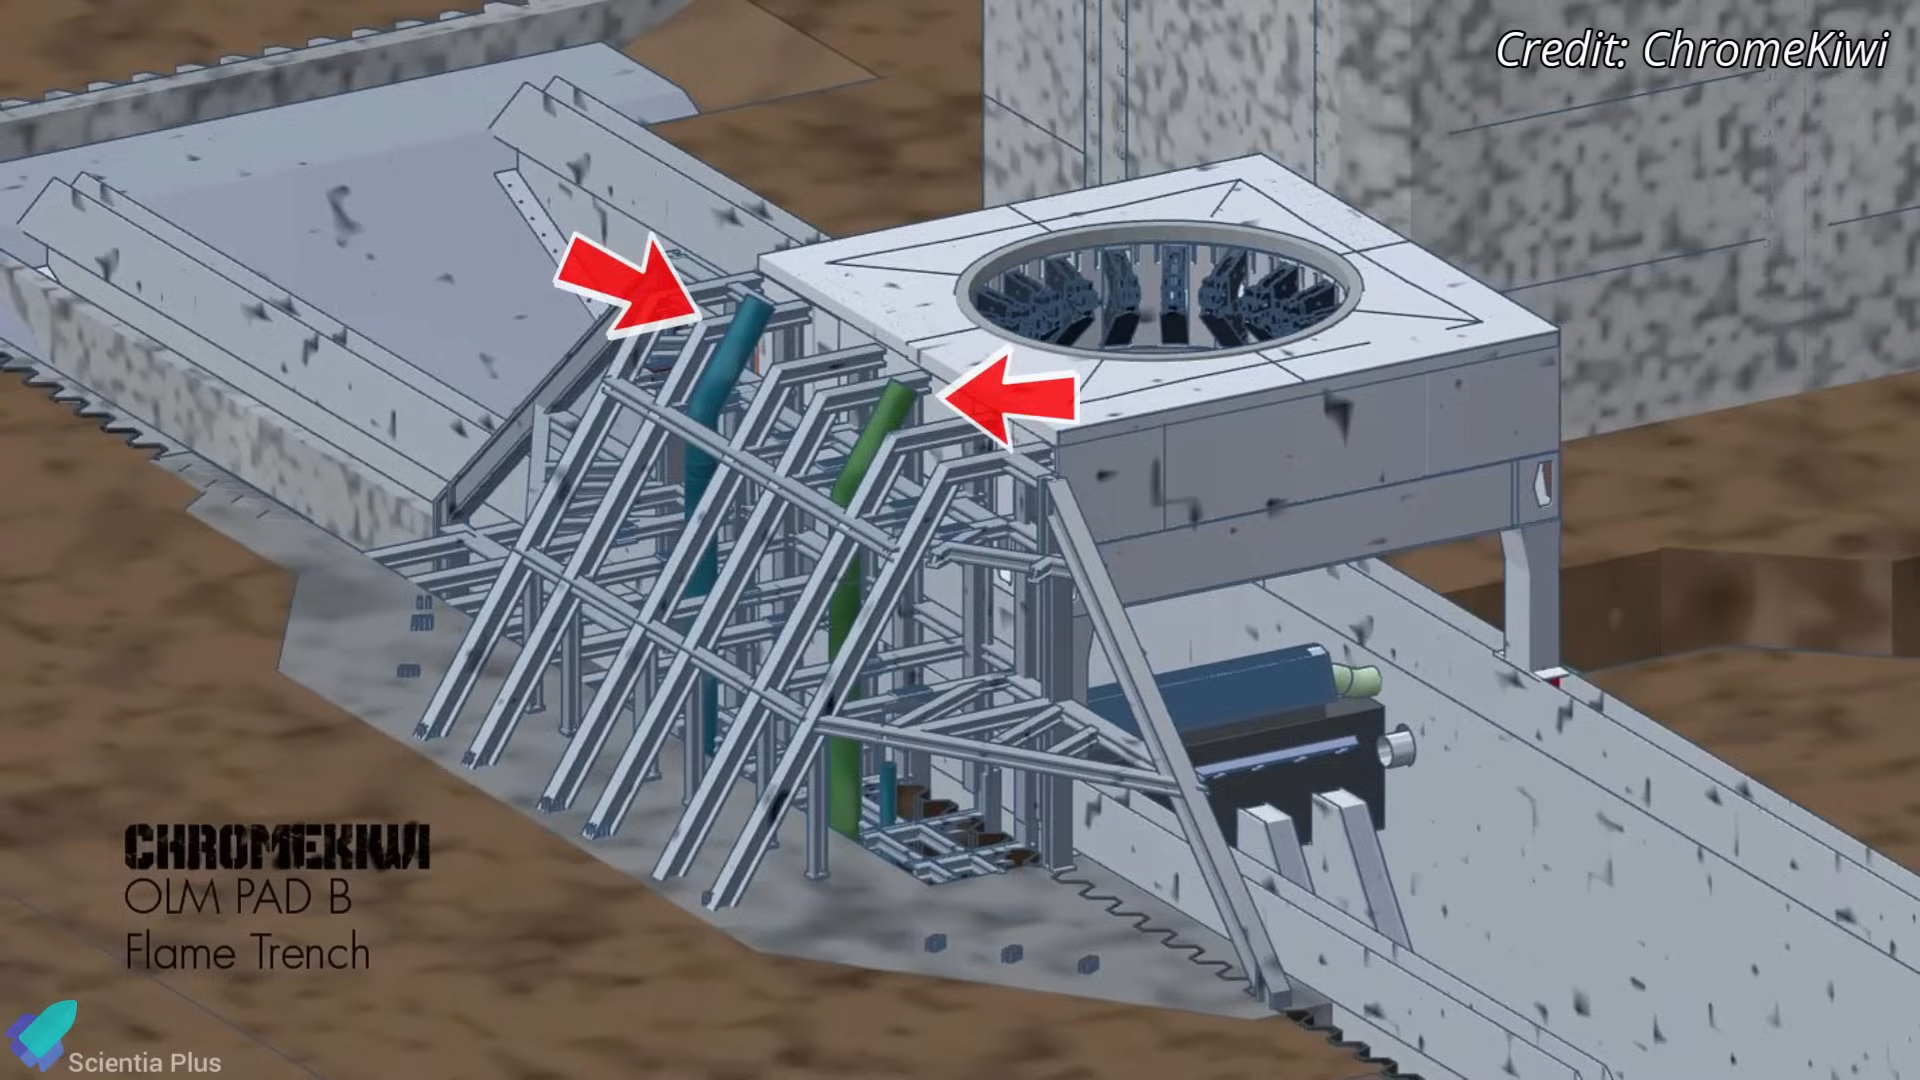 Credit: ChromeKiwi
CHROMEKIWI
OLM PAD B
Flame Trench
Scientia Plus